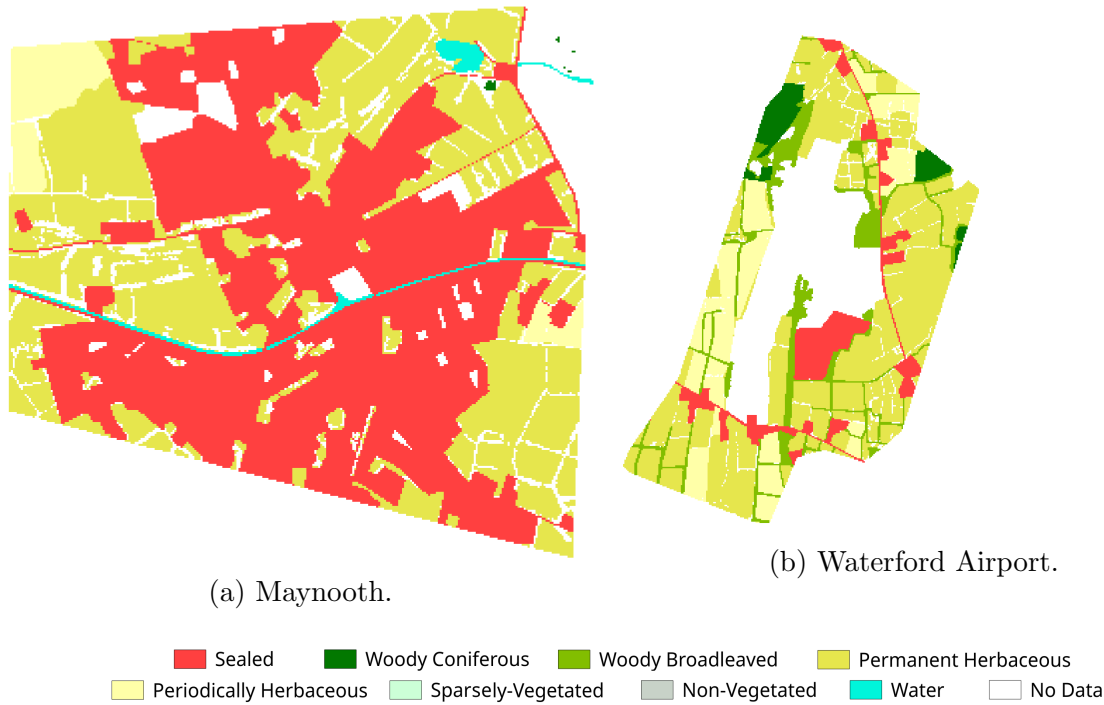 (b) Waterford Airport.
(a) Maynooth.
Sealed Woody Coniferous Woody Broadleaved Permanent Herbaceous
Periodically Herbaceous Sparsely-Vegetated Non-Vegetated Water No Data